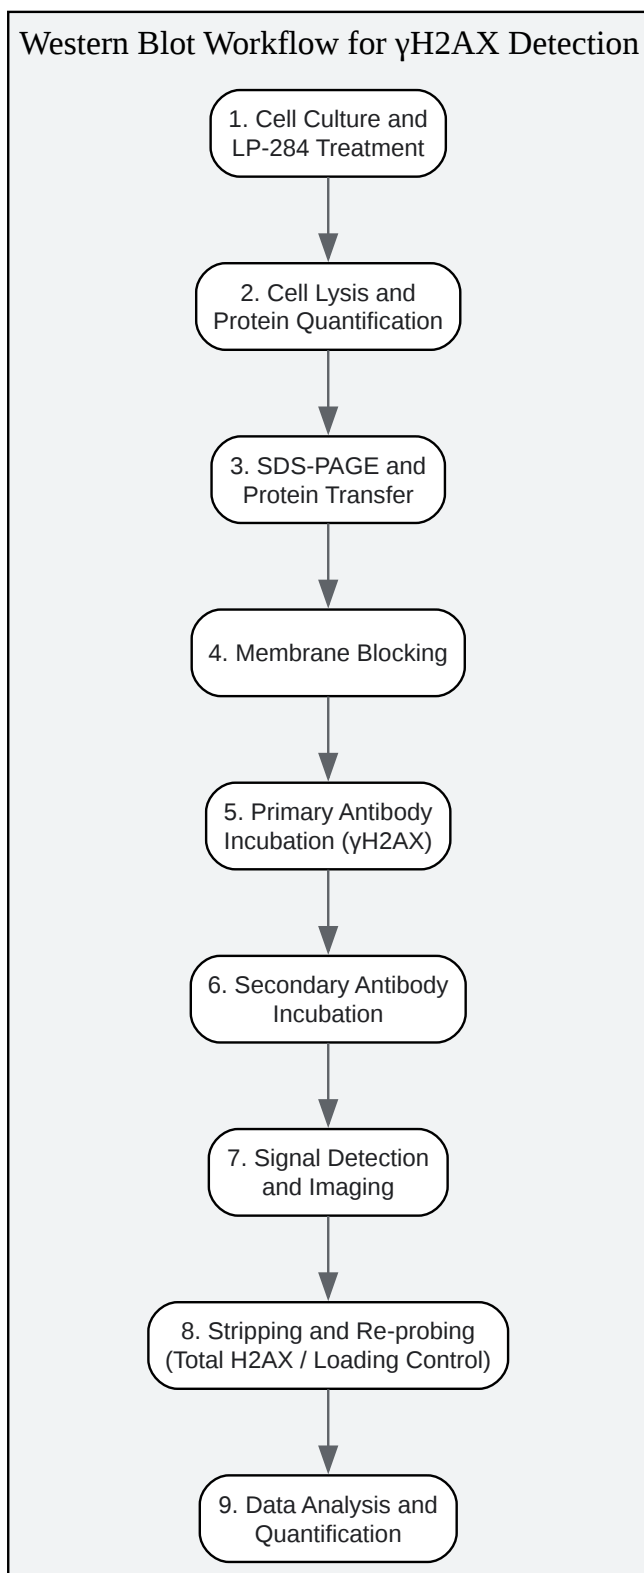 Western Blot Workflow for γH2AX Detection
1. Cell Culture and
LP-284 Treatment
2. Cell Lysis and
Protein Quantification
3. SDS-PAGE and
Protein Transfer
4. Membrane Blocking
5. Primary Antibody
Incubation (γH2AX)
6. Secondary Antibody
Incubation
7. Signal Detection
and Imaging
8. Stripping and Re-probing
(Total H2AX / Loading Control)
9. Data Analysis and
Quantification